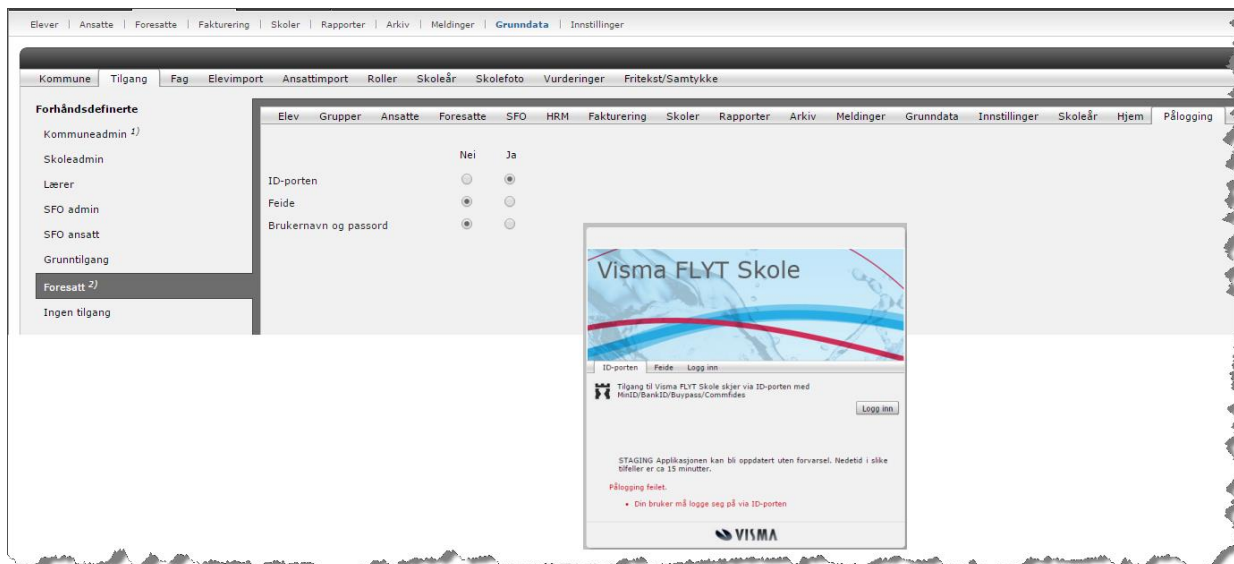 Elever | Ansatte | Foresatte | Fakturering | Skoler | Rapporter | Arkiv | Meldinger | Grunndata | Innstillinger
Kommune Tilgang Fag Elevimport Ansattimport Roller Skoleår Skolefoto Vurderinger Fritekst/Samtykke
Forhåndsdefinerte
Kommuneadmin 1)
Skoleadmin
Lærer
SFO admin
SFO ansatt
Grunntilgang
Foresatt 2)
Ingen tilgang
Elev Grupper Ansatte Foresatte SFO HRM Fakturering Skoler Rapporter Arkiv Meldinger Grunndata Innstillinger Skoleår Hjem Pålogging
Nei Ja
ID-porten
Feide
Brukernavn og passord
Visma FLYT Skole
ID-porten Feide Logg inn
Tilgang til Visma FLYT Skole skjer via ID-porten med
MinID/BankID/Buypass/Commfides
Logg inn
STAGING Applikasjonen kan bli oppdatert uten forvarsel. Nedetid i slike
tilfeller er ca 15 minutter.
Pålogging feilet.
• Din bruker må logge seg på via ID-porten
VISMA